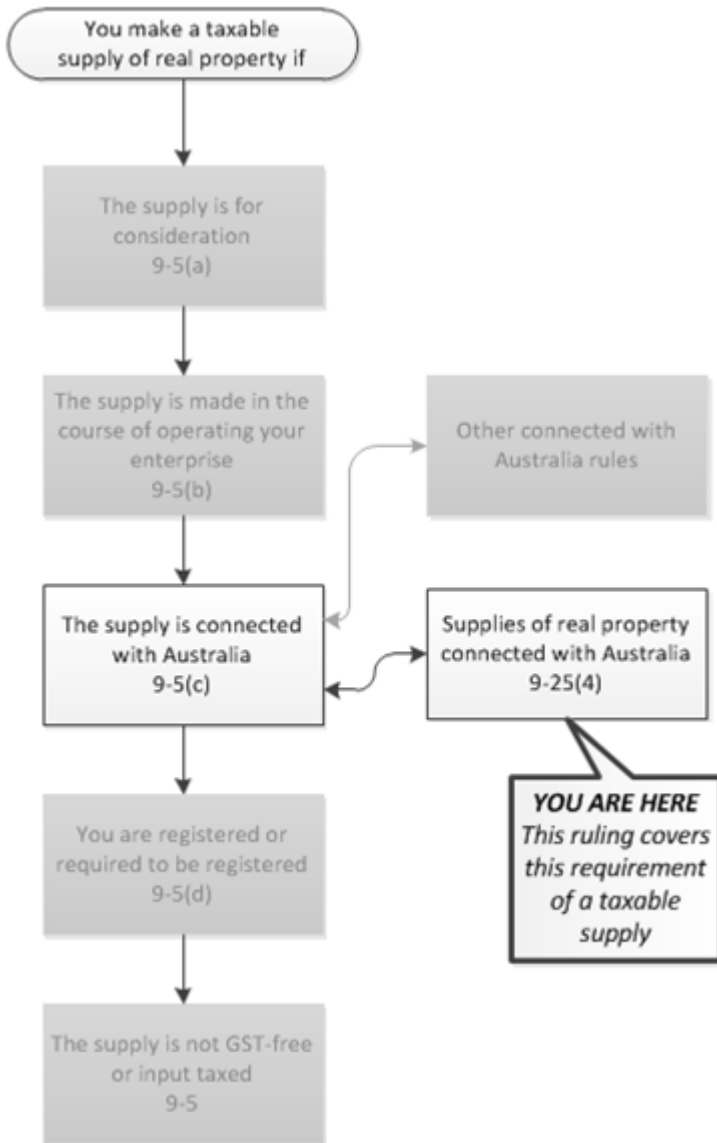 You make a taxable
supply of real property if
The supply is for
consideration
9-5(a)
The supply is made in the
course of operating your
enterprise
9-5(b)
Other connected with
Australia rules
The supply is connected
with Australia
9-5(c)
Supplies of real property
connected with Australia
9-25(4)
YOU ARE HERE
This ruling covers
this requirement
of a taxable
supply
You are registered or
required to be registered
9-5(d)
The supply is not GST-free
or input taxed
9-5